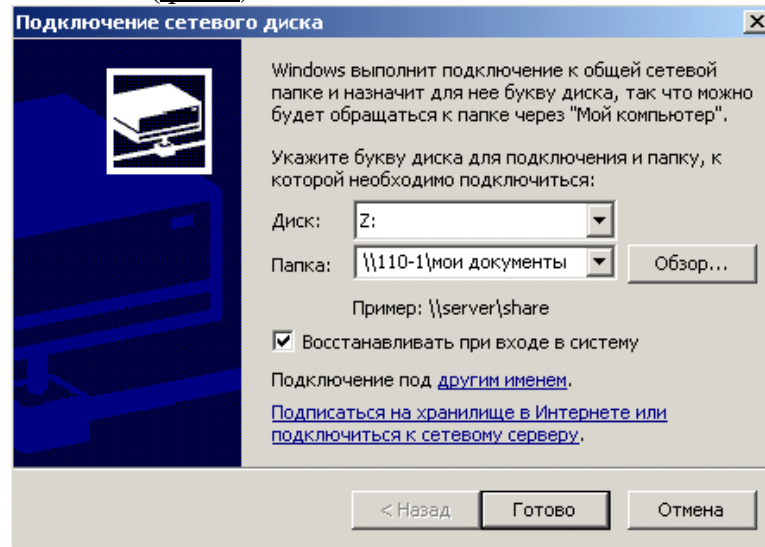 Подключение сетевого диска
Windows выполнит подключение к общей сетевой
папке и назначит для нее букву диска, так что можно
будет обращаться к папке через "Мой компьютер".
Укажите букву диска для подключения и папку, к
которой необходимо подключиться:
Диск: Z:
Папка: \\110-1\мои документы Обзор...
Пример: \\server\share
Восстанавливать при входе в систему
Подключение под другим именем.
Подписаться на хранилище в Интернете или
подключиться к сетевому серверу.
< Назад Готово Отмена